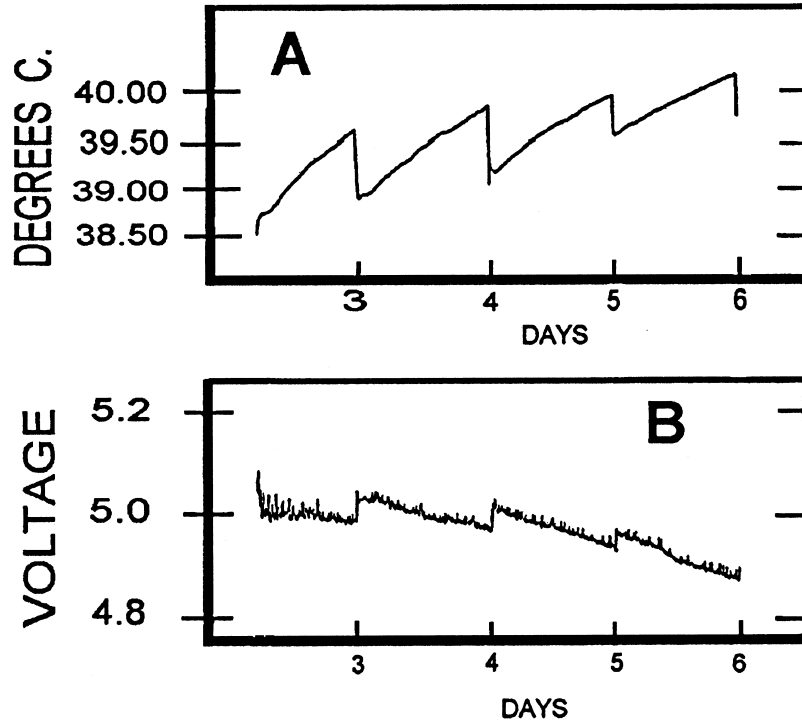 A
DEGREES C.
40.00
39.50
39.00
38.50
3 4 5 6
DAYS
B
VOLTAGE
5.2
5.0
4.8
3 4 5 6
DAYS